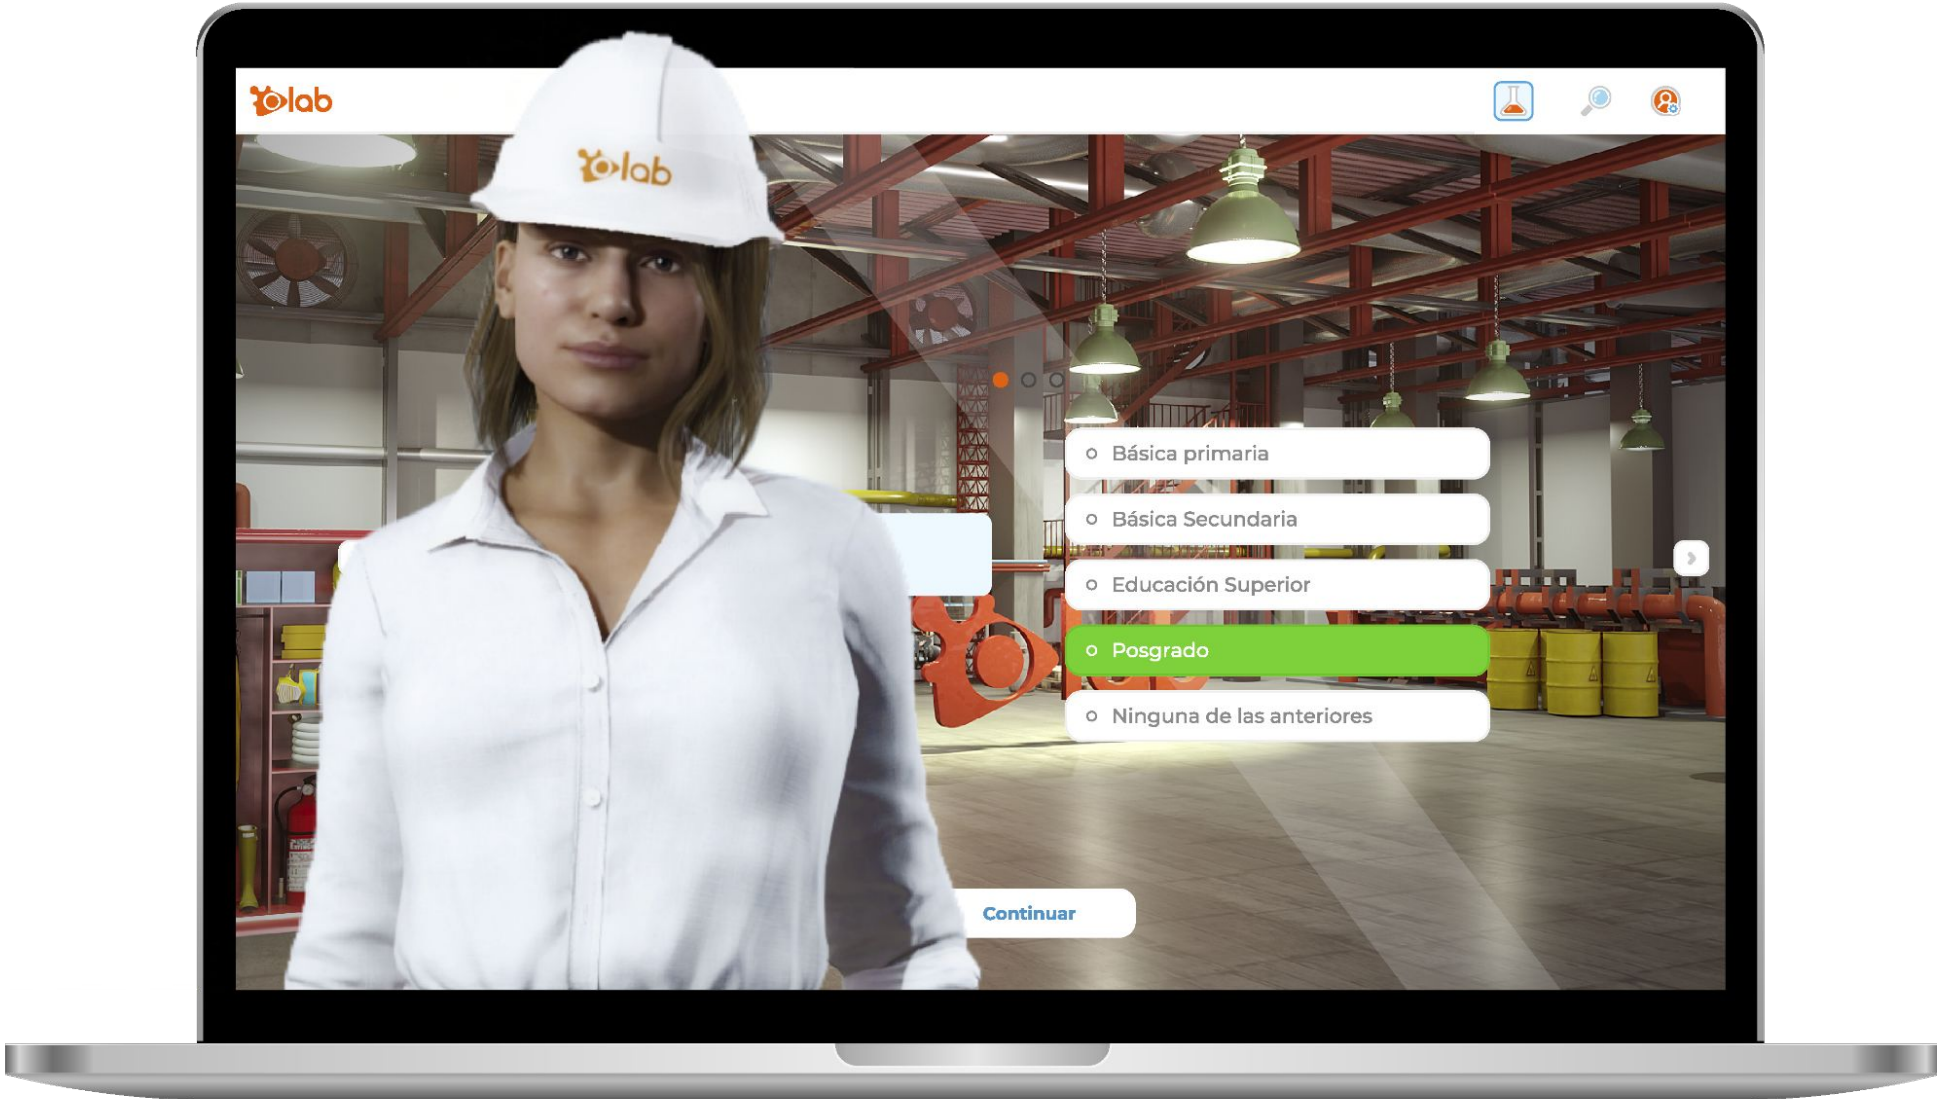 lab
lab
Básica primaria
Básica Secundaria
Educación Superior
Posgrado
Ninguna de las anteriores
Continuar